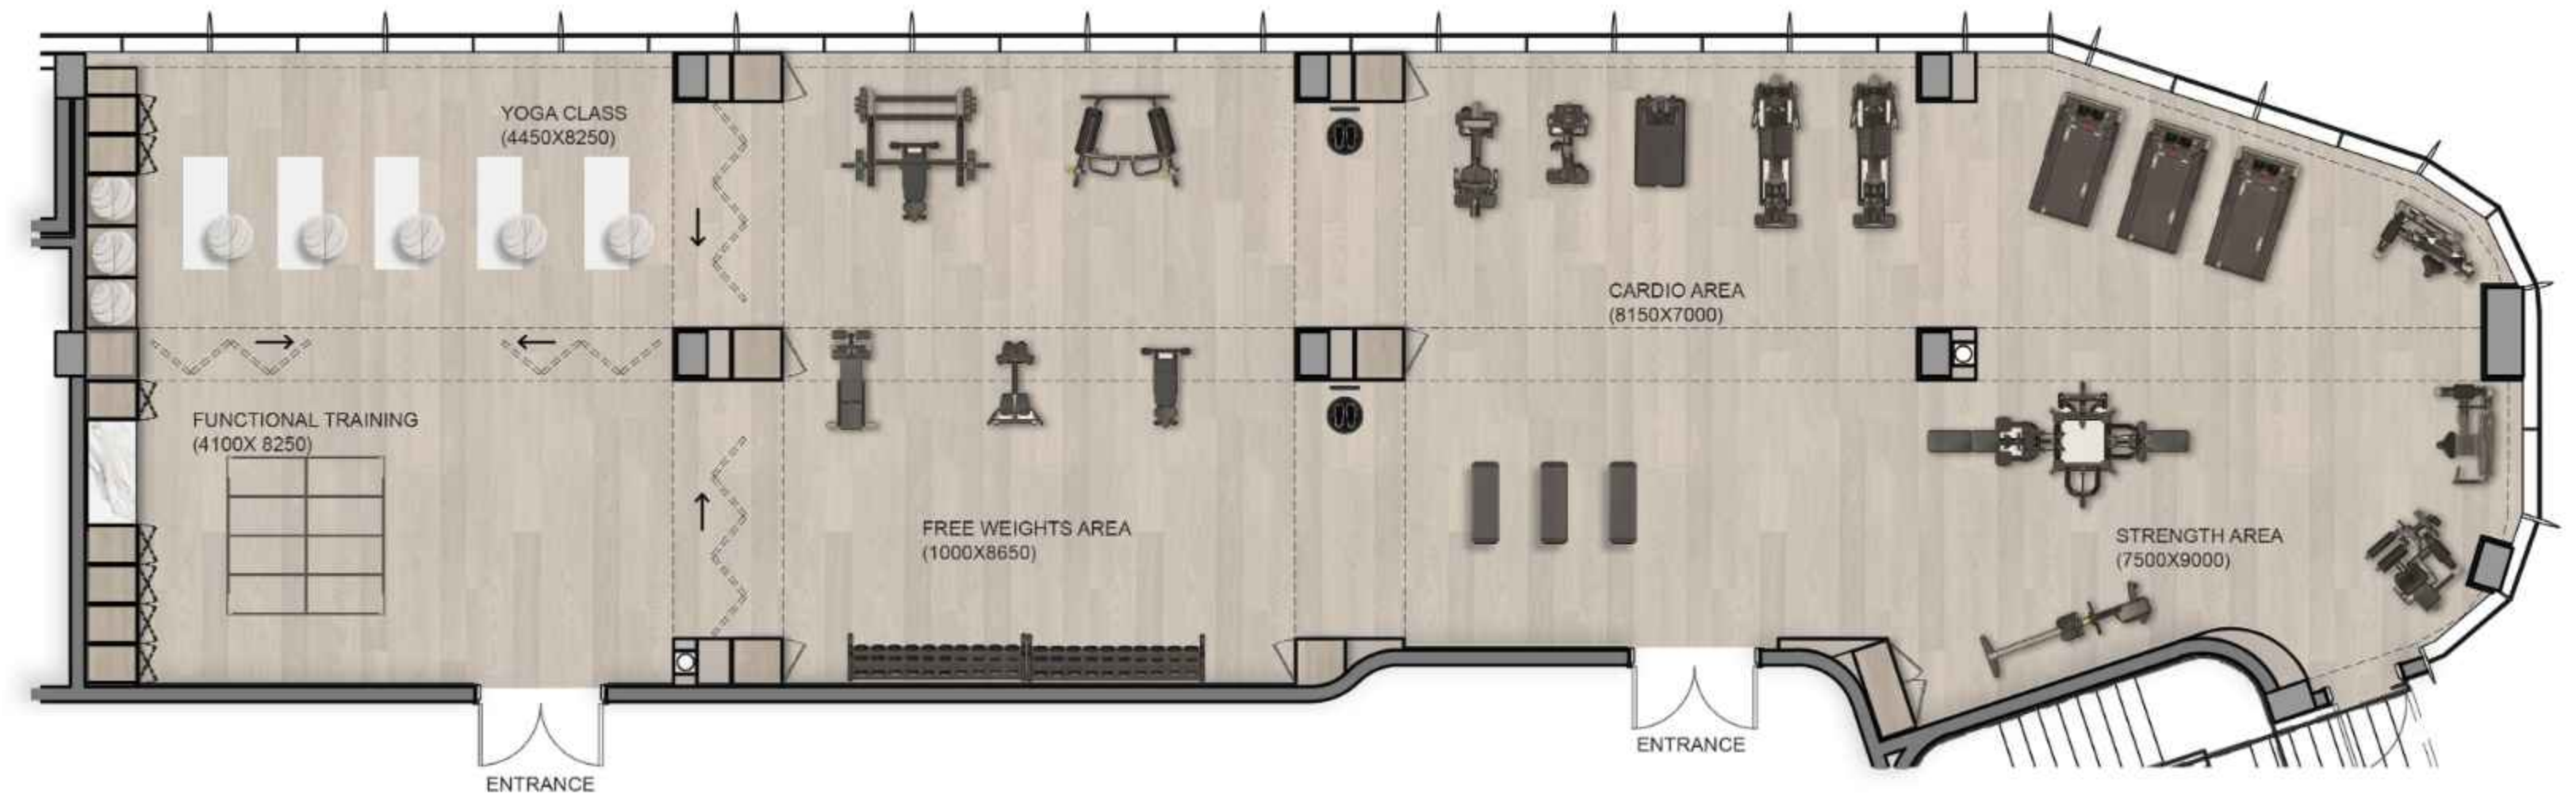 YOGA CLASS
(4450X8250)
FUNCTIONAL TRAINING
(4100X 8250)
FREE WEIGHTS AREA
(1000X8650)
CARDIO AREA
(8150X7000)
STRENGTH AREA
(7500X9000)
ENTRANCE
ENTRANCE